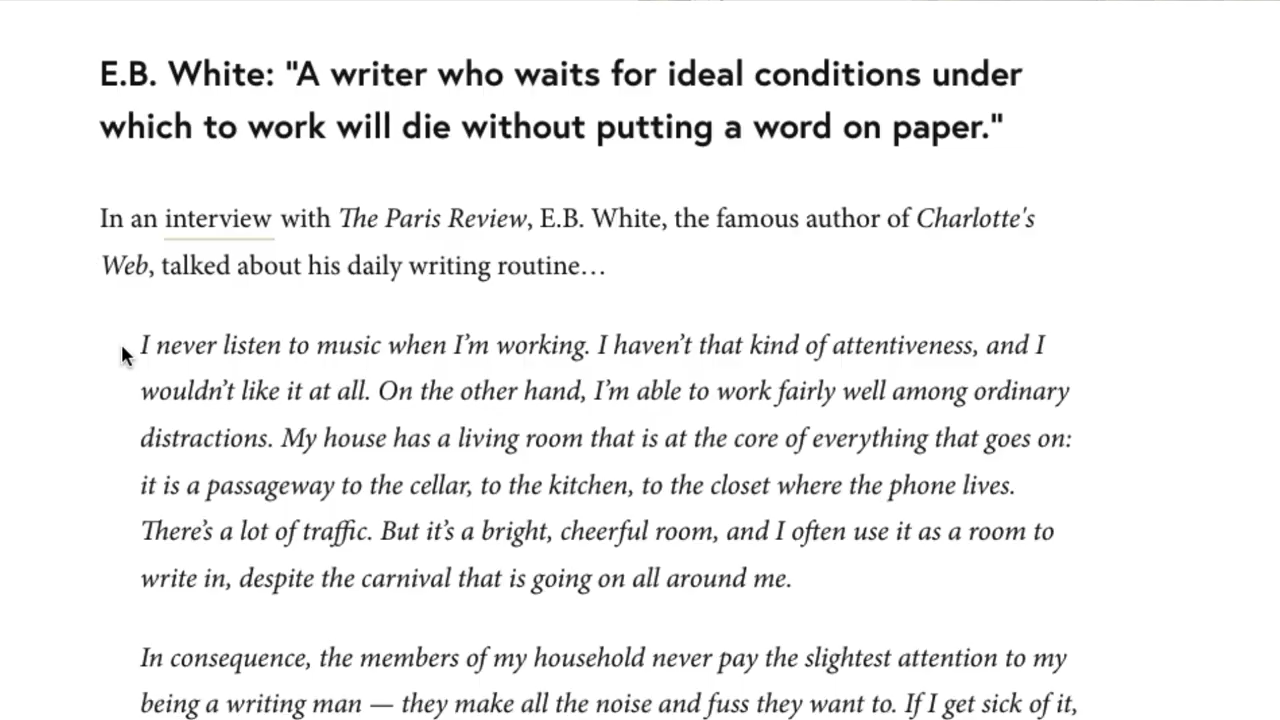 E.B. White: "A writer who waits for ideal conditions under
which to work will die without putting a word on paper."
In an interview with The Paris Review, E.B. White, the famous author of Charlotte's
Web, talked about his daily writing routine…
I never listen to music when I’m working. I haven’t that kind of attentiveness, and I
wouldn’t like it at all. On the other hand, I’m able to work fairly well among ordinary
distractions. My house has a living room that is at the core of everything that goes on:
it is a passageway to the cellar, to the kitchen, to the closet where the phone lives.
There’s a lot of traffic. But it’s a bright, cheerful room, and I often use it as a room to
write in, despite the carnival that is going on all around me.
In consequence, the members of my household never pay the slightest attention to my
being a writing man — they make all the noise and fuss they want to. If I get sick of it,